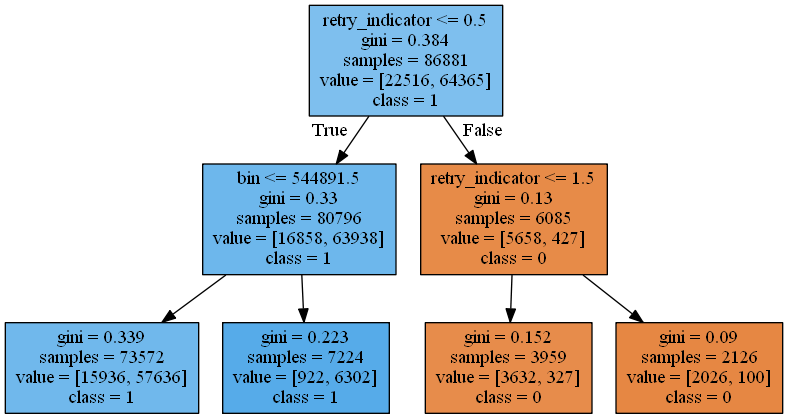 retry_indicator <= 0.5
gini = 0.384
samples = 86881
value = [22516, 64365]
class = 1
True
False
bin <= 544891.5
gini = 0.33
samples = 80796
value = [16858, 63938]
class = 1
retry_indicator <= 1.5
gini = 0.13
samples = 6085
value = [5658, 427]
class = 0
gini = 0.339
samples = 73572
value = [15936, 57636]
class = 1
gini = 0.223
samples = 7224
value = [922, 6302]
class = 1
gini = 0.152
samples = 3959
value = [3632, 327]
class = 0
gini = 0.09
samples = 2126
value = [2026, 100]
class = 0